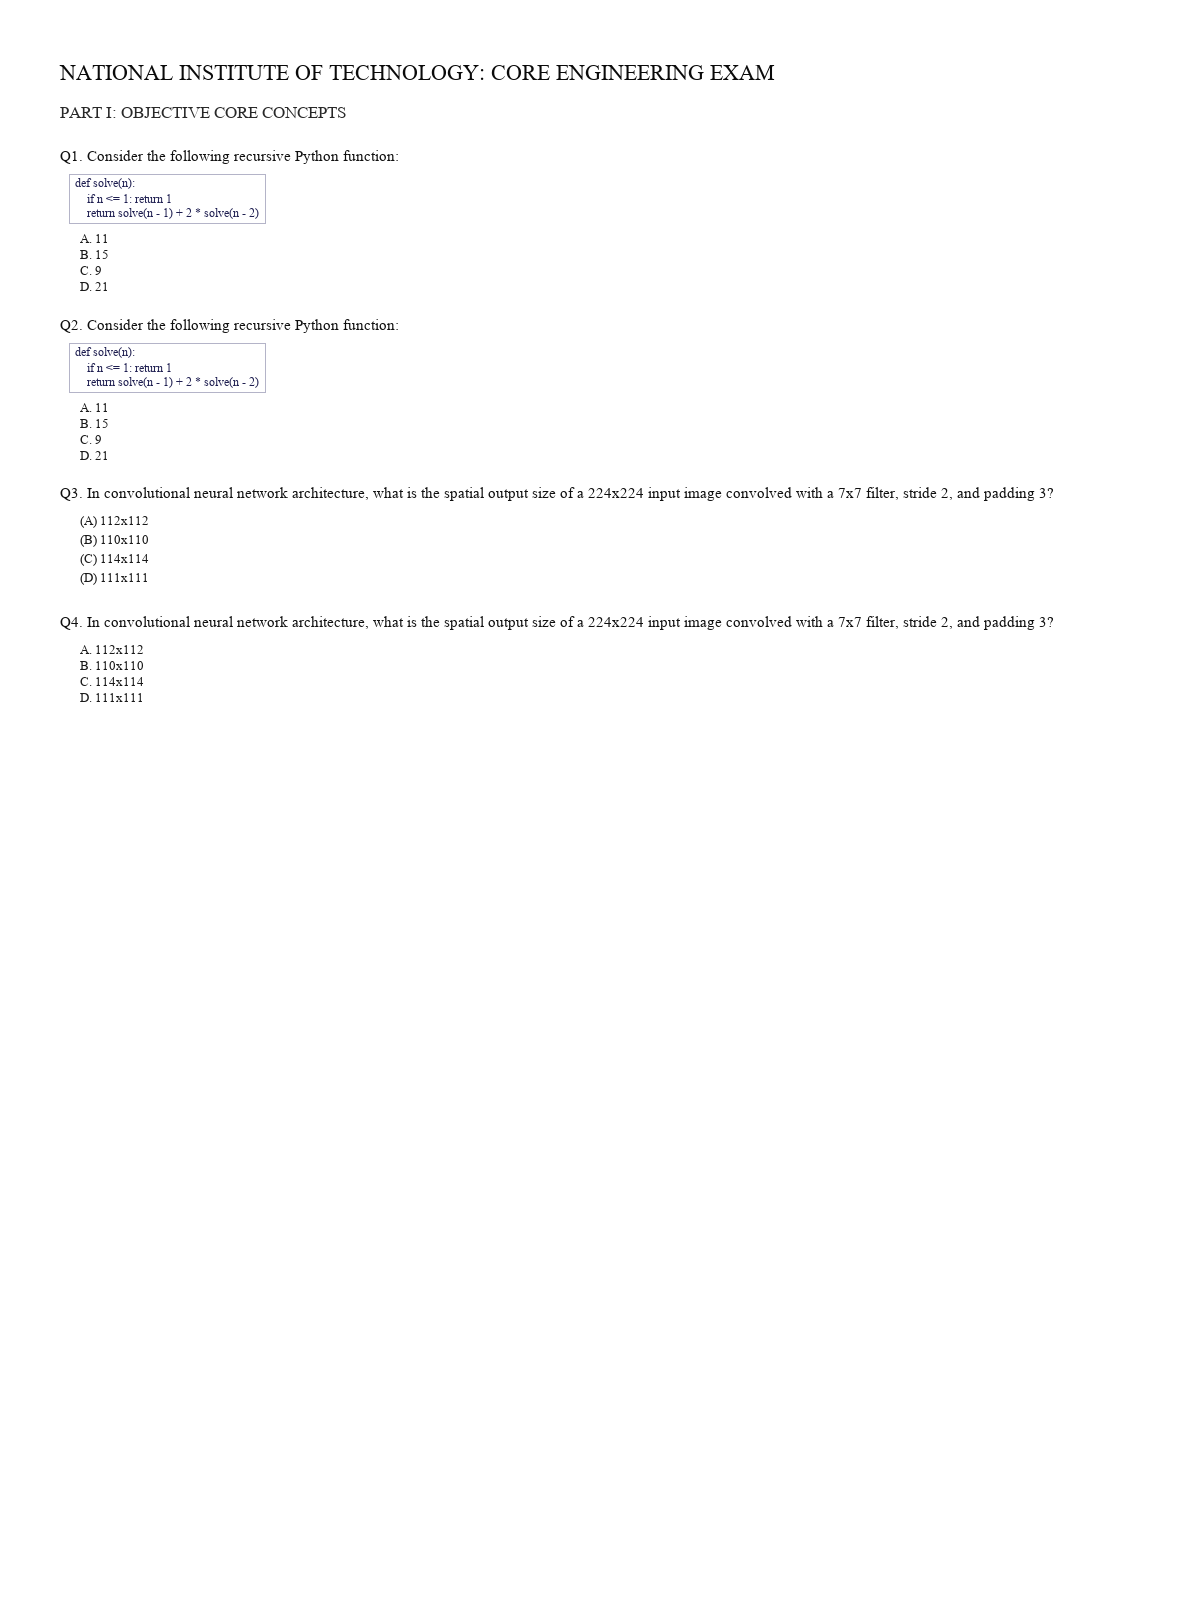 NATIONAL INSTITUTE OF TECHNOLOGY: CORE ENGINEERING EXAM
PART I: OBJECTIVE CORE CONCEPTS
Q1. Consider the following recursive Python function:
def solve(n):
    if n <= 1: return 1
    return solve(n - 1) + 2 * solve(n - 2)
A. 11
B. 15
C. 9
D. 21
Q2. Consider the following recursive Python function:
def solve(n):
    if n <= 1: return 1
    return solve(n - 1) + 2 * solve(n - 2)
A. 11
B. 15
C. 9
D. 21
Q3. In convolutional neural network architecture, what is the spatial output size of a 224x224 input image convolved with a 7x7 filter, stride 2, and padding 3?
(A) 112x112
(B) 110x110
(C) 114x114
(D) 111x111
Q4. In convolutional neural network architecture, what is the spatial output size of a 224x224 input image convolved with a 7x7 filter, stride 2, and padding 3?
A. 112x112
B. 110x110
C. 114x114
D. 111x111